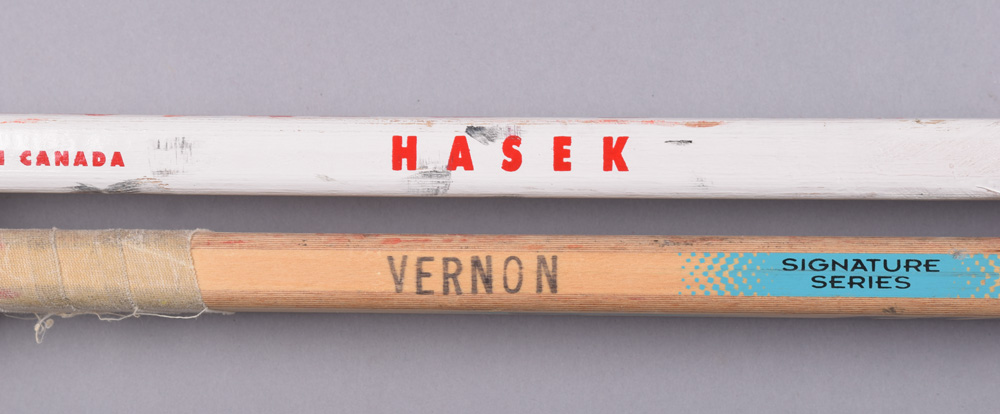 CANADA
HASEK
VERNON
SIGNATURE
SERIES